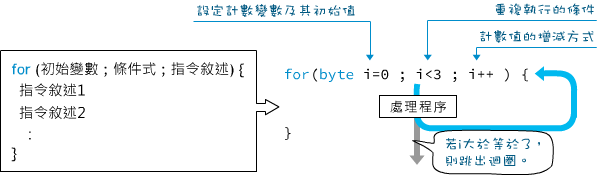 設定計數變數及其初始值
重複執行的條件
計數值的增減方式
for (初始變數；條件式；指令敘述) {
指令敘述1
指令敘述2
：
}
for(byte i=0 ; i<3 ; i++ ) {
處理程序
}
若i大於等於3，
則跳出迴圈。